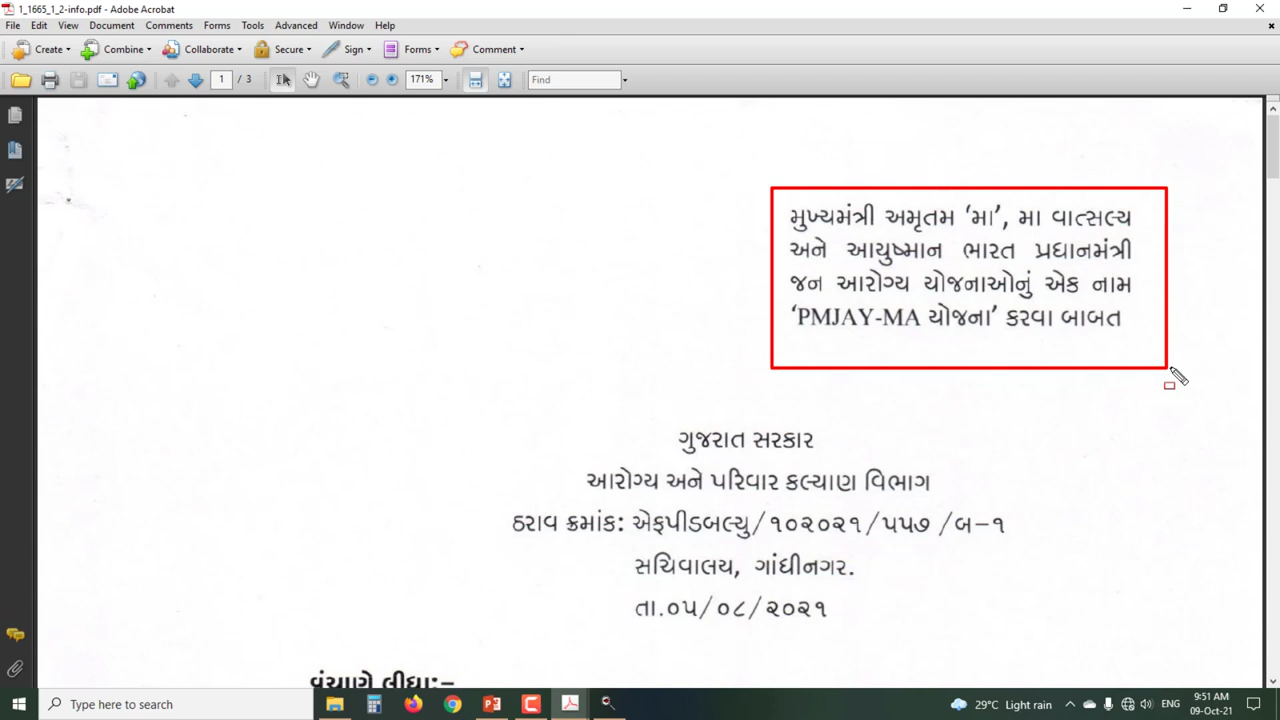 1_1665_1_2-info.pdf - Adobe Acrobat
File Edit View Document Comments Forms Tools Advanced Window Help
Create Combine Collaborate Secure Sign Forms Comment
1 / 3 171% Find
મુખ્યમંત્રી અમૃતમ ‘મા’, મા વાત્સલ્ય
અને આયુષ્માન ભારત પ્રધાનમંત્રી
જન આરોગ્ય યોજનાઓનું એક નામ
‘PMJAY-MA યોજના’ કરવા બાબત
ગુજરાત સરકાર
આરોગ્ય અને પરિવાર કલ્યાણ વિભાગ
ઠરાવ ક્રમાંક: એફપીડબલ્યુ/૧૦૨૦૨૧/૫૫૭ /બ–૧
સચિવાલય, ગાંધીનગર.
તા.૦૫/૦૮/૨૦૨૧
વંચાણે લીધા:–
Type here to search 29°C Light rain ENG 9:51 AM
09-Oct-21